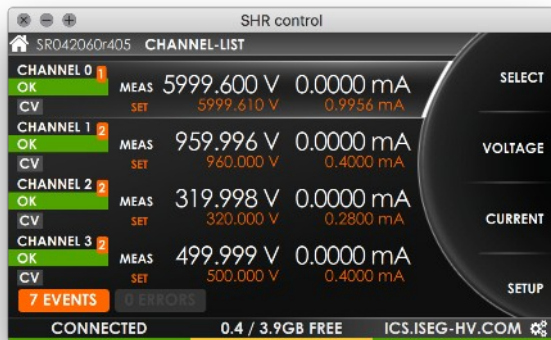 SHR control
SR042060r405 CHANNEL-LIST
CHANNEL 0 1
OK
CV
MEAS 5999.600 V 0.0000 mA
SET 5999.610 V 0.9956 mA
CHANNEL 1 2
OK
CV
MEAS 959.996 V 0.0000 mA
SET 960.000 V 0.4000 mA
CHANNEL 2 2
OK
CV
MEAS 319.998 V 0.0000 mA
SET 320.000 V 0.2800 mA
CHANNEL 3 2
OK
CV
MEAS 499.999 V 0.0000 mA
SET 500.000 V 0.4000 mA
SELECT
VOLTAGE
CURRENT
SETUP
7 EVENTS 0 ERRORS
CONNECTED 0.4 / 3.9GB FREE ICS.ISEG-HV.COM